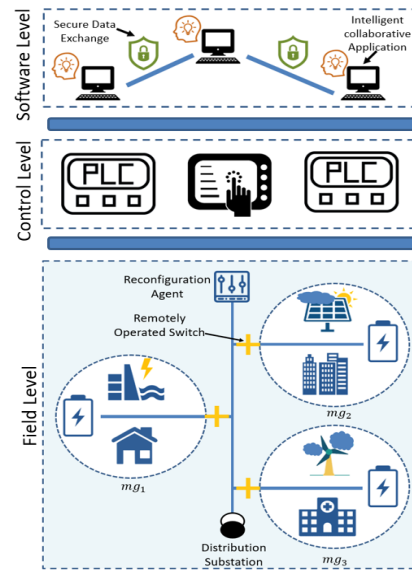 Software Level
Secure Data
Exchange
Intelligent
collaborative
Application
Control Level
PLC
PLC
Field Level
Reconfiguration
Agent
Remotely
Operated Switch
mg₂
mg₁
mg₃
Distribution
Substation